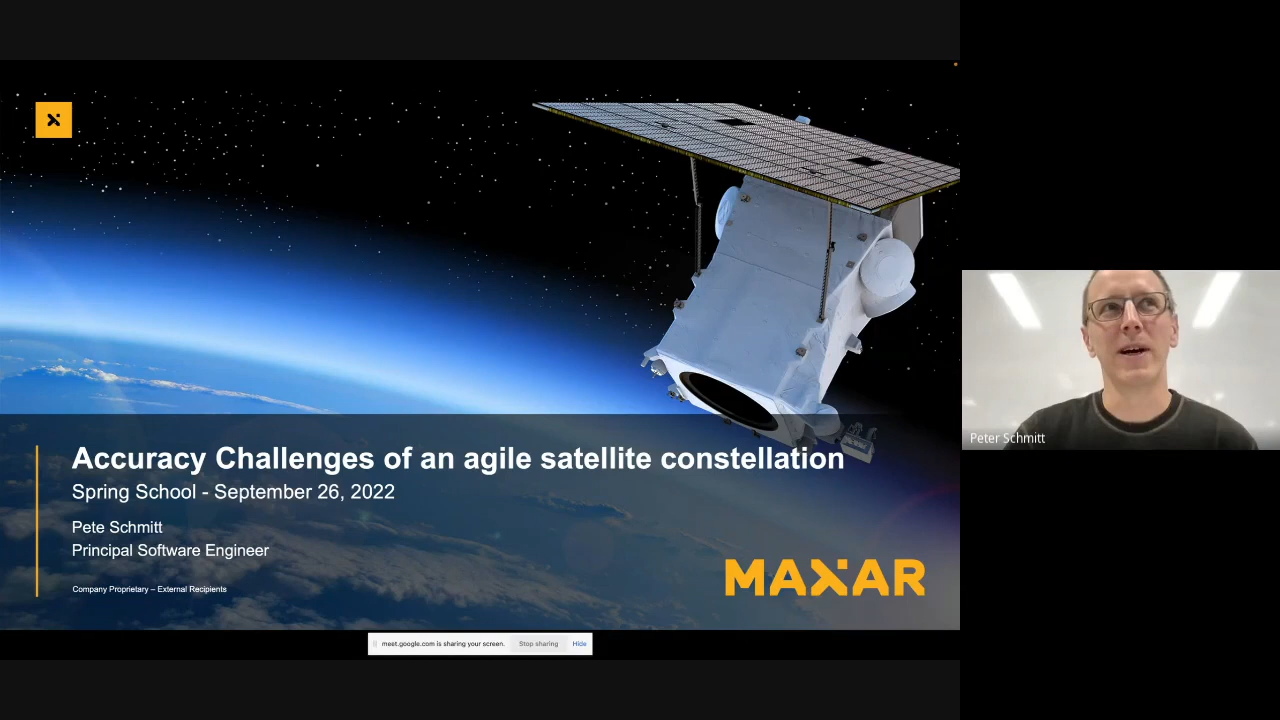 Accuracy Challenges of an agile satellite constellation
Spring School - September 26, 2022
Pete Schmitt
Principal Software Engineer
Company Proprietary – External Recipients
MAXAR
meet.google.com is sharing your screen. Stop sharing Hide
Peter Schmitt